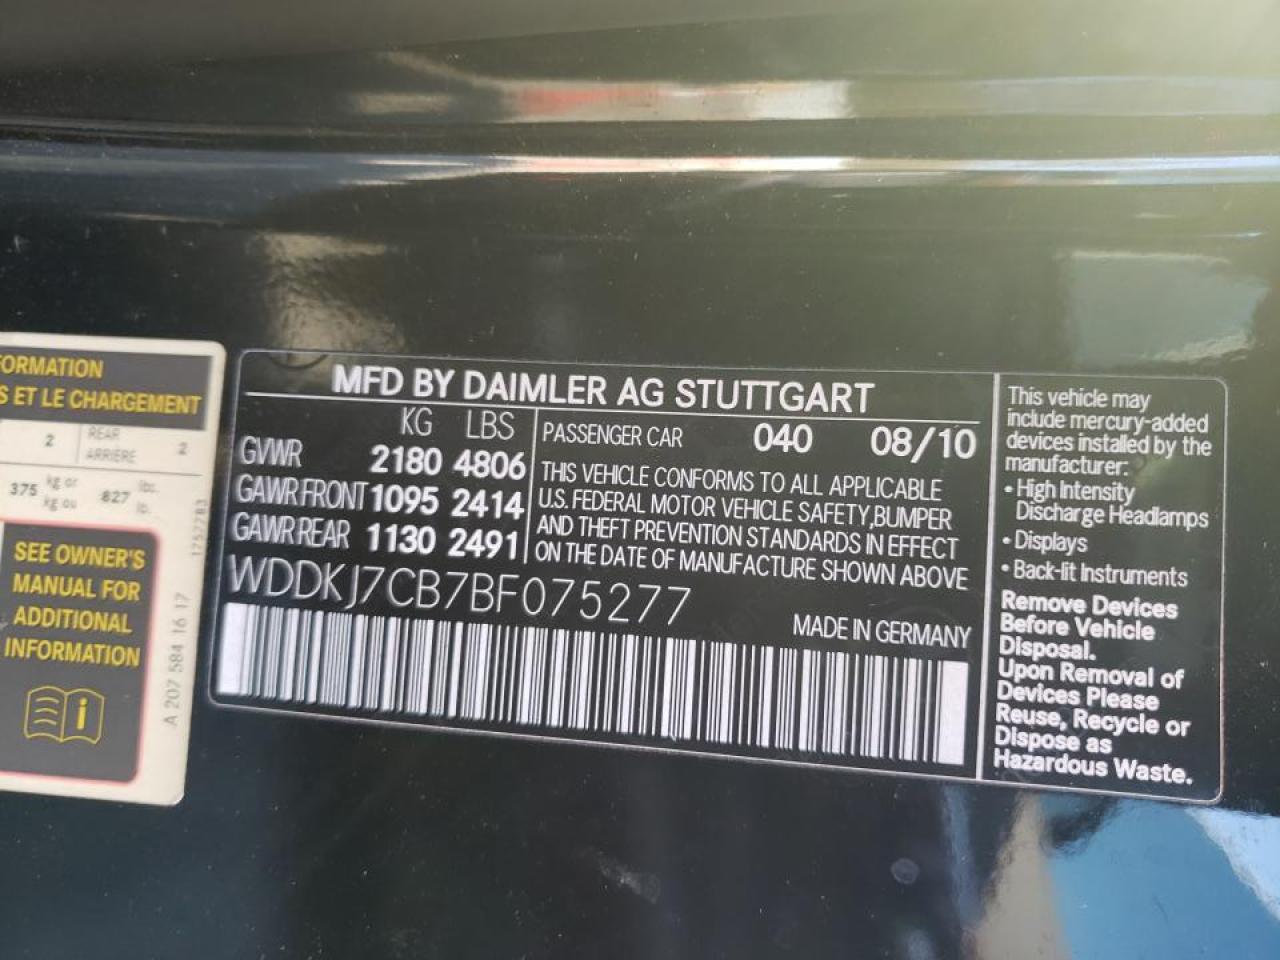 FORMATION
S ET LE CHARGEMENT
2 REAR ARRIÈRE 2
375 kg or kg ou 827 lbs. lb.
SEE OWNER'S
MANUAL FOR
ADDITIONAL
INFORMATION
A 207 584 16 17
1757783
MFD BY DAIMLER AG STUTTGART
KG LBS
GVWR 2180 4806
GAWR FRONT 1095 2414
GAWR REAR 1130 2491
PASSENGER CAR 040 08/10
THIS VEHICLE CONFORMS TO ALL APPLICABLE
U.S. FEDERAL MOTOR VEHICLE SAFETY, BUMPER
AND THEFT PREVENTION STANDARDS IN EFFECT
ON THE DATE OF MANUFACTURE SHOWN ABOVE
WDDKJ7CB7BF075277
MADE IN GERMANY
This vehicle may
include mercury-added
devices installed by the
manufacturer:
• High Intensity
Discharge Headlamps
• Displays
• Back-lit Instruments
Remove Devices
Before Vehicle
Disposal.
Upon Removal of
Devices Please
Reuse, Recycle or
Dispose as
Hazardous Waste.